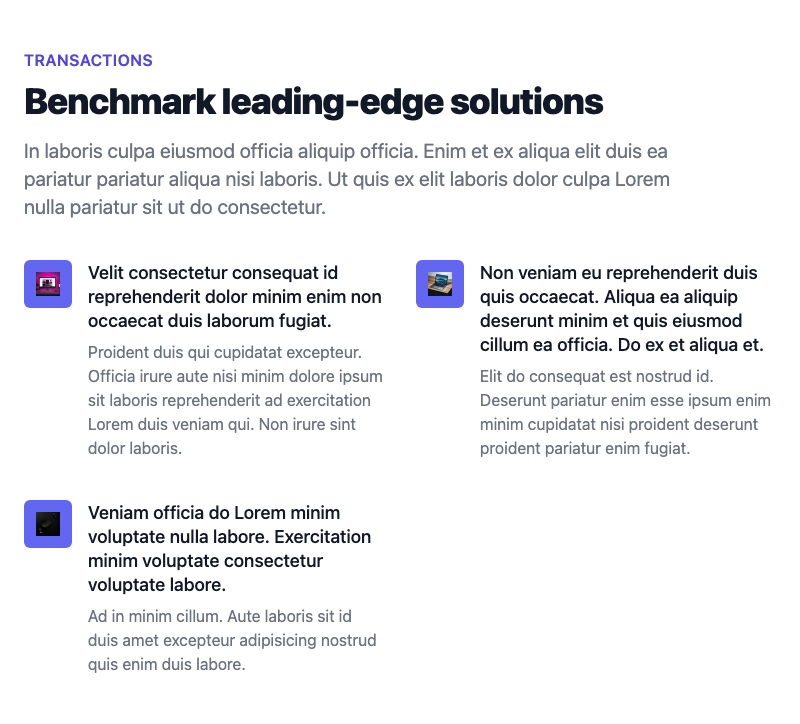 TRANSACTIONS
Benchmark leading-edge solutions
In laboris culpa eiusmod officia aliquip officia. Enim et ex aliqua elit duis ea
pariatur pariatur aliqua nisi laboris. Ut quis ex elit laboris dolor culpa Lorem
nulla pariatur sit ut do consectetur.
Velit consectetur consequat id
reprehenderit dolor minim enim non
occaecat duis laborum fugiat.
Proident duis qui cupidatat excepteur.
Officia irure aute nisi minim dolore ipsum
sit laboris reprehenderit ad exercitation
Lorem duis veniam qui. Non irure sint
dolor laboris.
Non veniam eu reprehenderit duis
quis occaecat. Aliqua ea aliquip
deserunt minim et quis eiusmod
cillum ea officia. Do ex et aliqua et.
Elit do consequat est nostrud id.
Deserunt pariatur enim esse ipsum enim
minim cupidatat nisi proident deserunt
proident pariatur enim fugiat.
Veniam officia do Lorem minim
voluptate nulla labore. Exercitation
minim voluptate consectetur
voluptate labore.
Ad in minim cillum. Aute laboris sit id
duis amet excepteur adipisicing nostrud
quis enim duis labore.